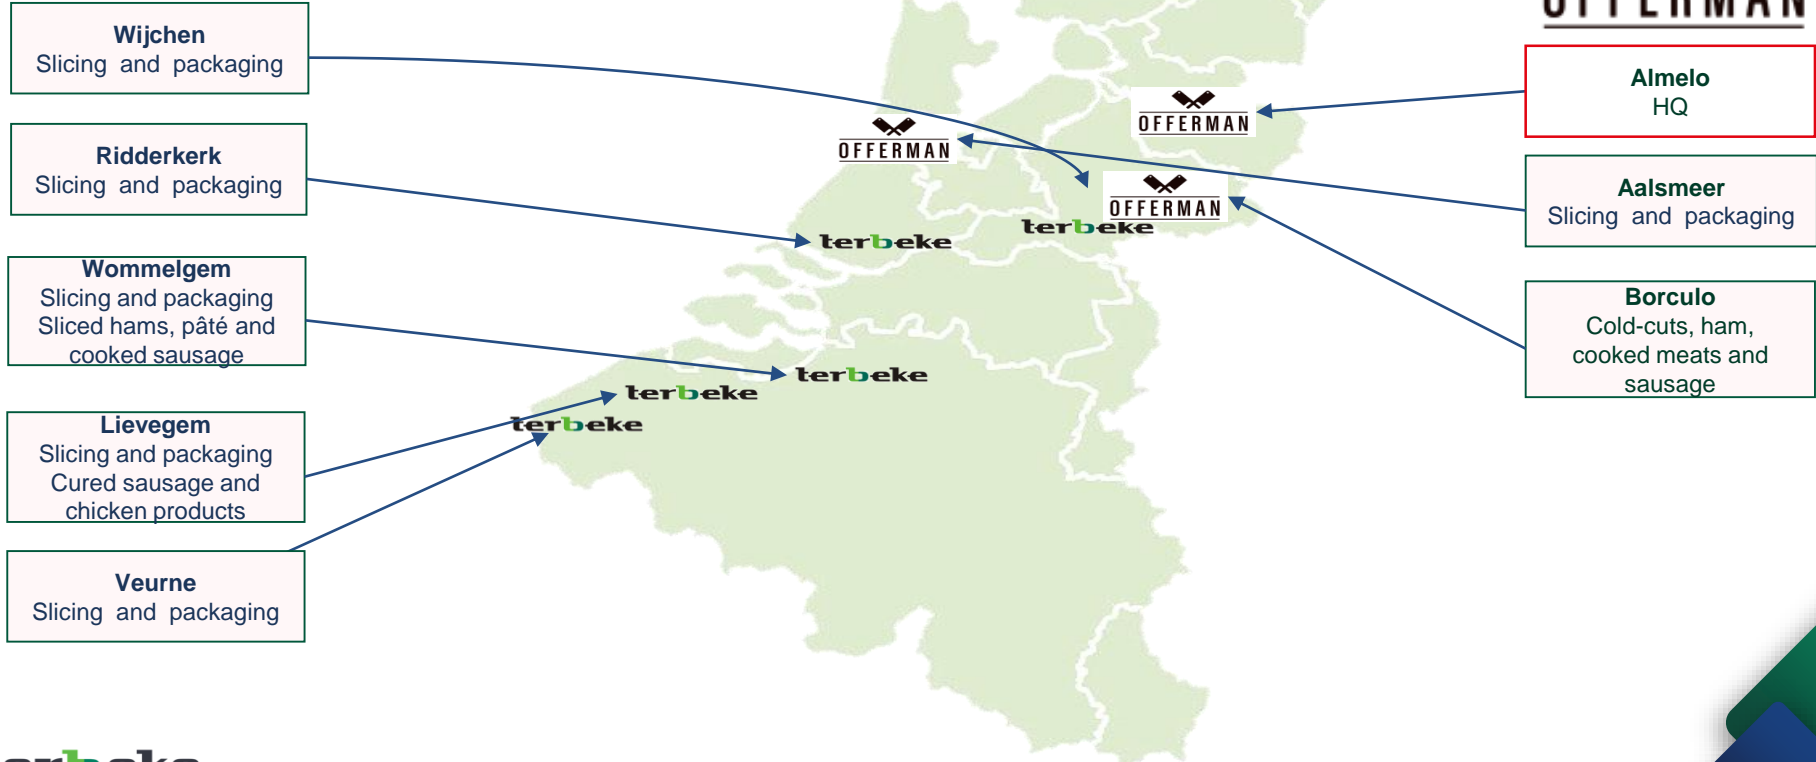 OFFERMAN
Wijchen
Slicing and packaging
Ridderkerk
Slicing and packaging
Wommelgem
Slicing and packaging
Sliced hams, pâté and
cooked sausage
Lievegem
Slicing and packaging
Cured sausage and
chicken products
Veurne
Slicing and packaging
OFFERMAN
OFFERMAN
OFFERMAN
terbeke
terbeke
terbeke
terbeke
terbeke
Almelo
HQ
Aalsmeer
Slicing and packaging
Borculo
Cold-cuts, ham,
cooked meats and
sausage